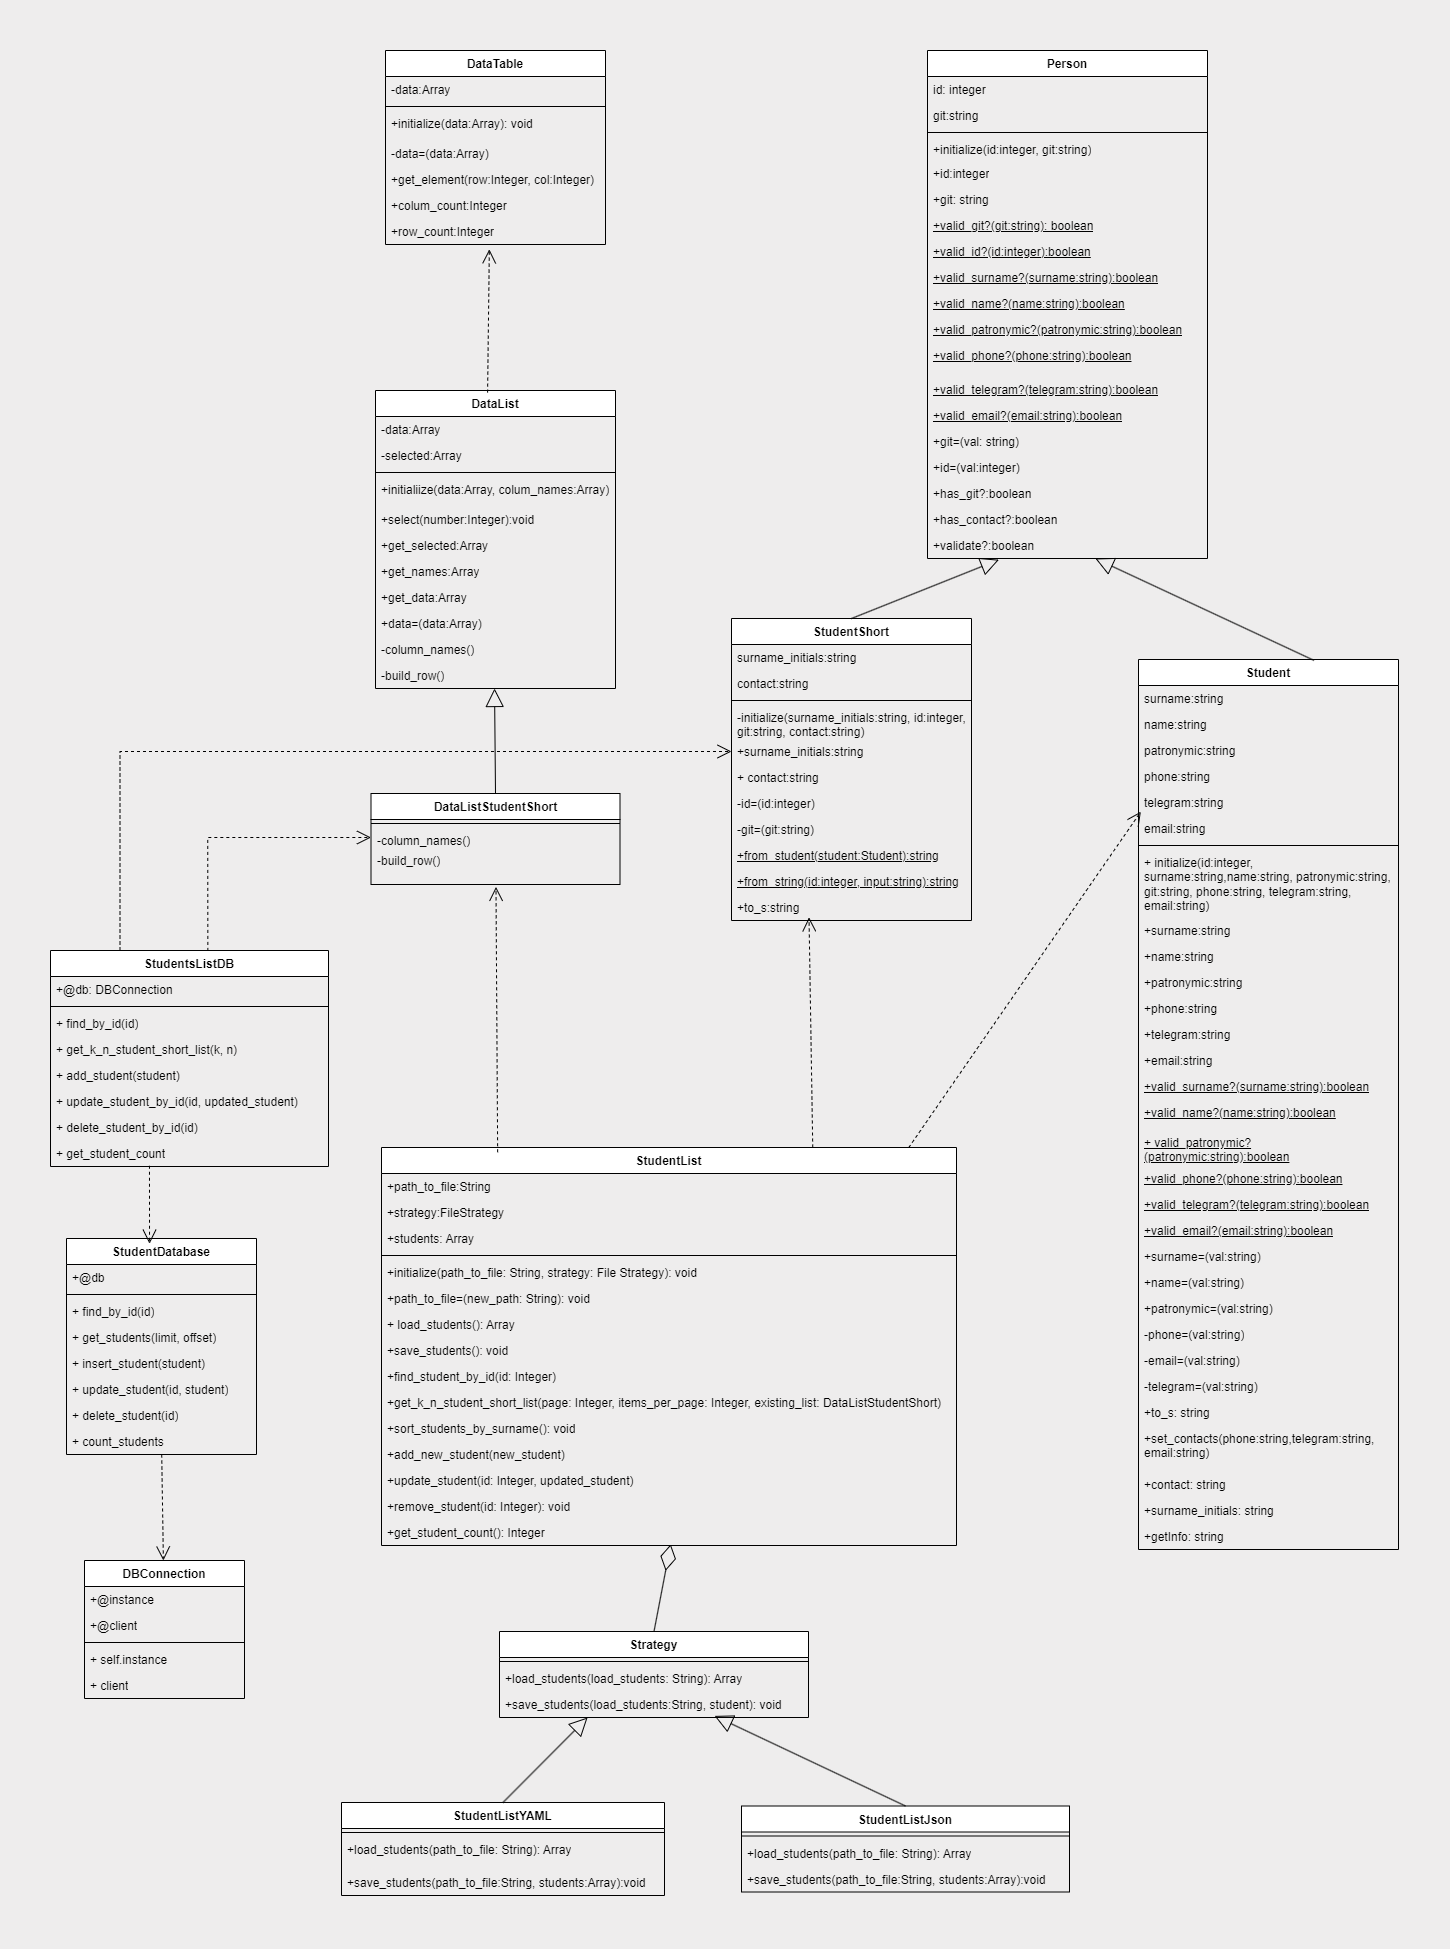 DataTable
-data:Array
+initialize(data:Array): void
-data=(data:Array)
+get_element(row:Integer, col:Integer)
+colum_count:Integer
+row_count:Integer
Person
id: integer
git:string
+initialize(id:integer, git:string)
+id:integer
+git: string
+valid_git?(git:string): boolean
+valid_id?(id:integer):boolean
+valid_surname?(surname:string):boolean
+valid_name?(name:string):boolean
+valid_patronymic?(patronymic:string):boolean
+valid_phone?(phone:string):boolean
+valid_telegram?(telegram:string):boolean
+valid_email?(email:string):boolean
+git=(val: string)
+id=(val:integer)
+has_git?:boolean
+has_contact?:boolean
+validate?:boolean
DataList
-data:Array
-selected:Array
+initialiize(data:Array, colum_names:Array)
+select(number:Integer):void
+get_selected:Array
+get_names:Array
+get_data:Array
+data=(data:Array)
-column_names()
-build_row()
StudentShort
surname_initials:string
contact:string
-initialize(surname_initials:string, id:integer,
git:string, contact:string)
+surname_initials:string
+ contact:string
-id=(id:integer)
-git=(git:string)
+from_student(student:Student):string
+from_string(id:integer, input:string):string
+to_s:string
Student
surname:string
name:string
patronymic:string
phone:string
telegram:string
email:string
+ initialize(id:integer,
surname:string,name:string, patronymic:string,
git:string, phone:string, telegram:string,
email:string)
+surname:string
+name:string
+patronymic:string
+phone:string
+telegram:string
+email:string
+valid_surname?(surname:string):boolean
+valid_name?(name:string):boolean
+ valid_patronymic?
(patronymic:string):boolean
+valid_phone?(phone:string):boolean
+valid_telegram?(telegram:string):boolean
+valid_email?(email:string):boolean
+surname=(val:string)
+name=(val:string)
+patronymic=(val:string)
-phone=(val:string)
-email=(val:string)
-telegram=(val:string)
+to_s: string
+set_contacts(phone:string,telegram:string,
email:string)
+contact: string
+surname_initials: string
+getInfo: string
DataListStudentShort
-column_names()
-build_row()
StudentsListDB
+@db: DBConnection
+ find_by_id(id)
+ get_k_n_student_short_list(k, n)
+ add_student(student)
+ update_student_by_id(id, updated_student)
+ delete_student_by_id(id)
+ get_student_count
StudentDatabase
+@db
+ find_by_id(id)
+ get_students(limit, offset)
+ insert_student(student)
+ update_student(id, student)
+ delete_student(id)
+ count_students
DBConnection
+@instance
+@client
+ self.instance
+ client
StudentList
+path_to_file:String
+strategy:FileStrategy
+students: Array
+initialize(path_to_file: String, strategy: File Strategy): void
+path_to_file=(new_path: String): void
+ load_students(): Array
+save_students(): void
+find_student_by_id(id: Integer)
+get_k_n_student_short_list(page: Integer, items_per_page: Integer, existing_list: DataListStudentShort)
+sort_students_by_surname(): void
+add_new_student(new_student)
+update_student(id: Integer, updated_student)
+remove_student(id: Integer): void
+get_student_count(): Integer
Strategy
+load_students(load_students: String): Array
+save_students(load_students:String, student): void
StudentListYAML
+load_students(path_to_file: String): Array
+save_students(path_to_file:String, students:Array):void
StudentListJson
+load_students(path_to_file: String): Array
+save_students(path_to_file:String, students:Array):void